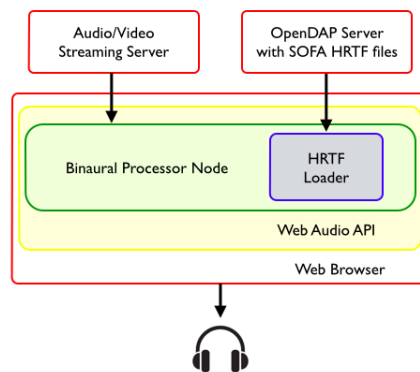 Audio/Video
Streaming Server
OpenDAP Server
with SOFA HRTF files
Binaural Processor Node
HRTF
Loader
Web Audio API
Web Browser